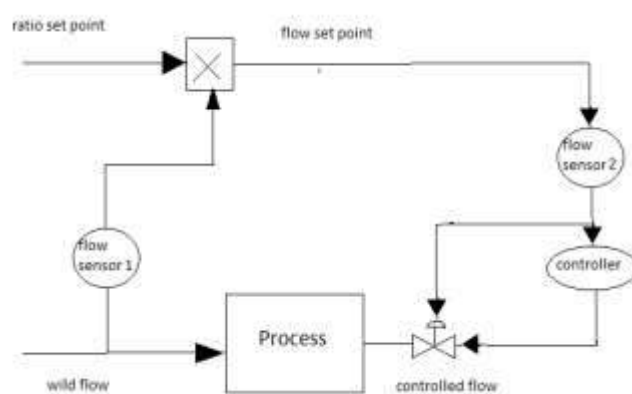 ratio set point
flow set point
flow
sensor 2
flow
sensor 1
controller
Process
wild flow
controlled flow